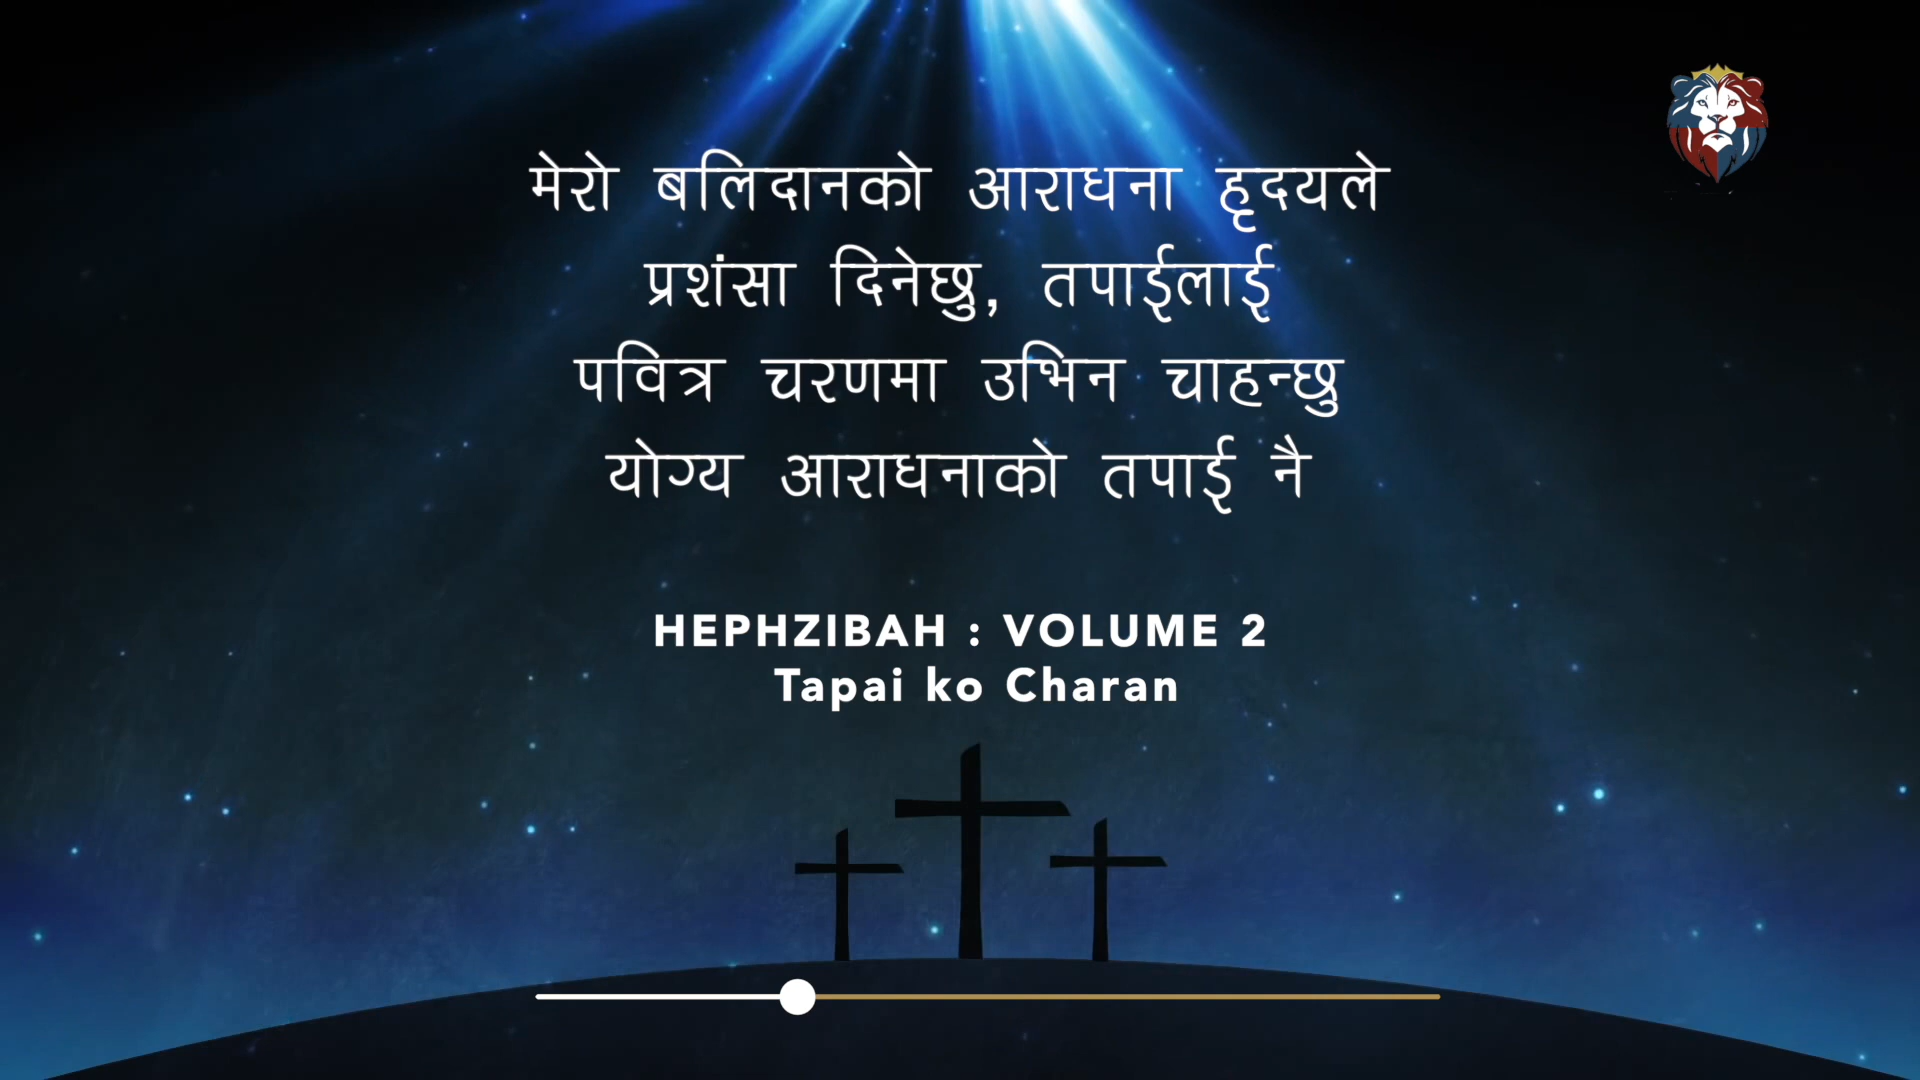 मेरो बलिदानको आराधना हृदयले
प्रशंसा दिनेछु, तपाईलाई
पवित्र चरणमा उभिन चाहन्छु
योग्य आराधनाको तपाई नै
HEPHZIBAH : VOLUME 2
Tapai ko Charan